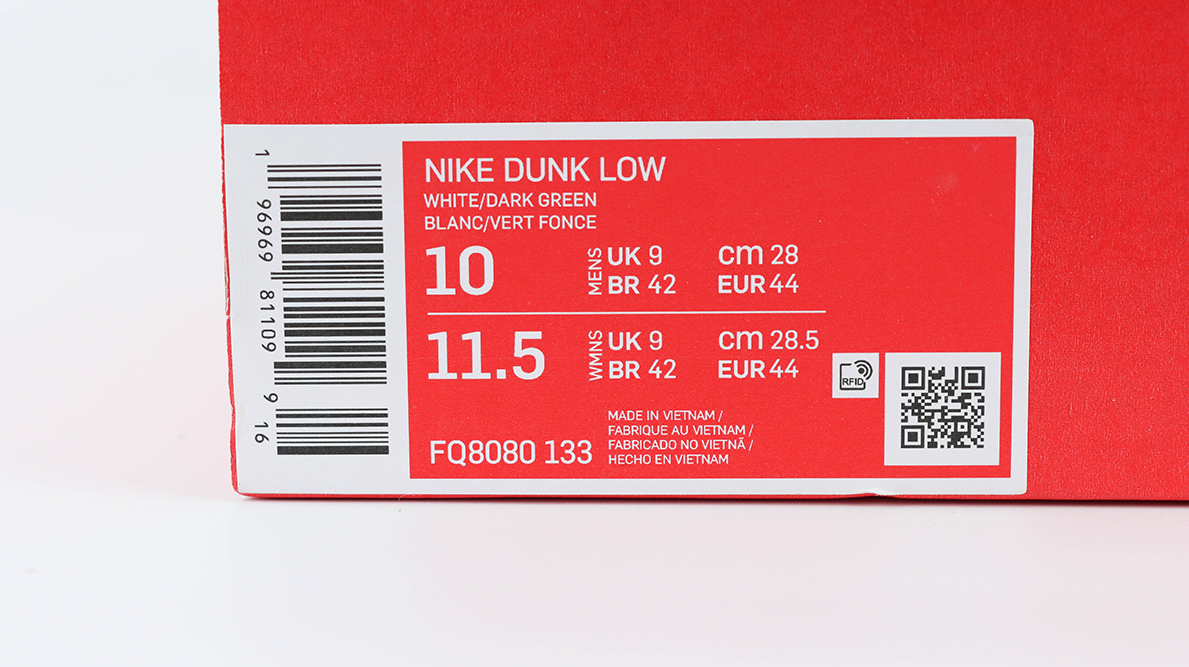 NIKE DUNK LOW
WHITE/DARK GREEN
BLANC/VERT FONCE
10
MENS
UK 9
cm 28
BR 42
EUR 44
11.5
WMNS
UK 9
cm 28.5
BR 42
EUR 44
RFID
MADE IN VIETNAM /
FABRIQUE AU VIETNAM /
FABRICADO NO VIETNÃ /
HECHO EN VIETNAM
FQ8080 133
1 96969 81109 9 16